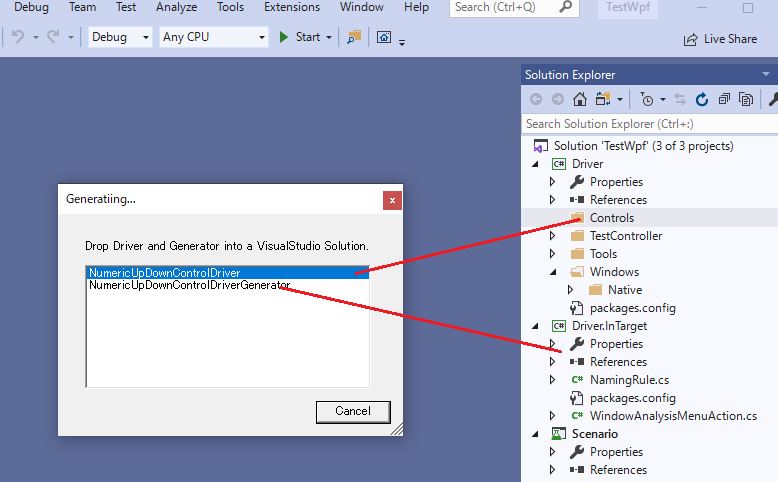 Debug Team Test Analyze Tools Extensions Window Help Search (Ctrl+Q) TestWpf
Debug Any CPU Start Live Share
Solution Explorer
Search Solution Explorer (Ctrl+:)
Solution 'TestWpf' (3 of 3 projects)
C# Driver
Properties
References
Controls
TestController
Tools
Windows
Native
packages.config
C# Driver.InTarget
Properties
References
C# NamingRule.cs
packages.config
C# WindowAnalysisMenuAction.cs
Scenario
Properties
References
Generatiing...
x
Drop Driver and Generator into a VisualStudio Solution.
NumericUpDownControlDriver
NumericUpDownControlDriverGenerator
Cancel